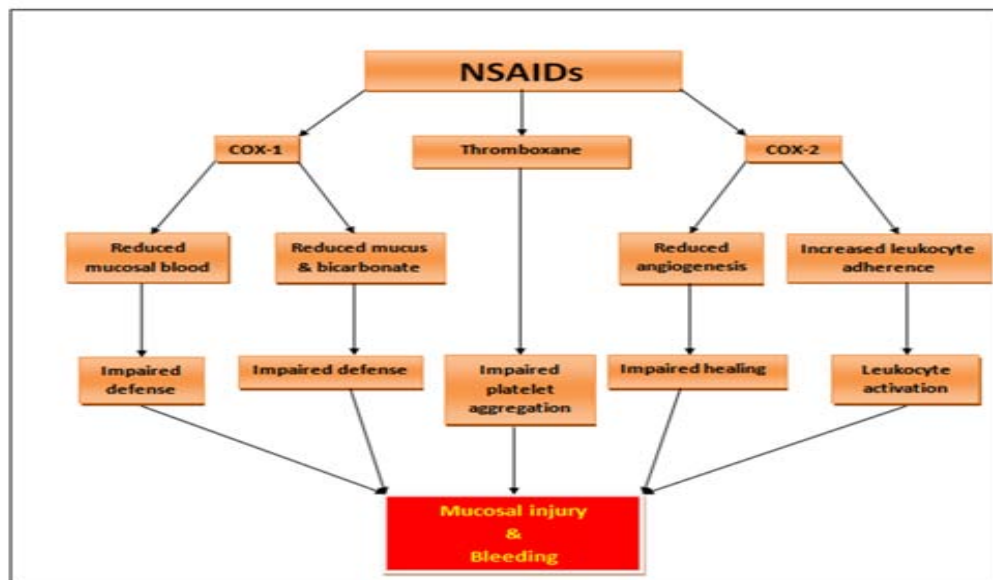 NSAIDs
COX-1
Thromboxane
COX-2
Reduced
mucosal blood
Reduced mucus
& bicarbonate
Reduced
angiogenesis
Increased leukocyte
adherence
Impaired
defense
Impaired defense
Impaired
platelet
aggregation
Impaired healing
Leukocyte
activation
Mucosal injury
&
Bleeding